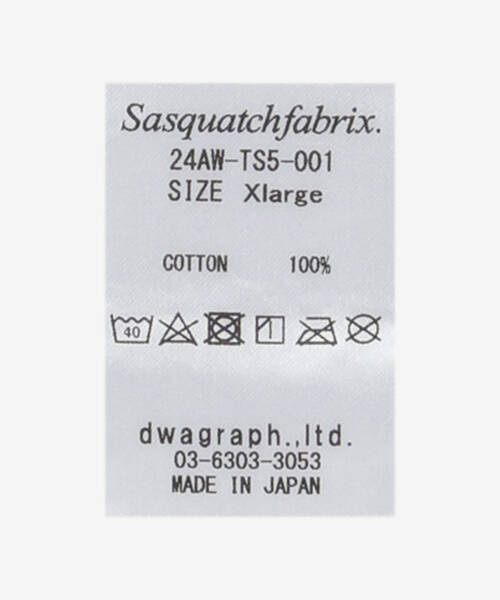 Sasquatchfabrix.
24AW-TS5-001
SIZE Xlarge
COTTON 100%
40
dwagraph.,ltd.
03-6303-3053
MADE IN JAPAN